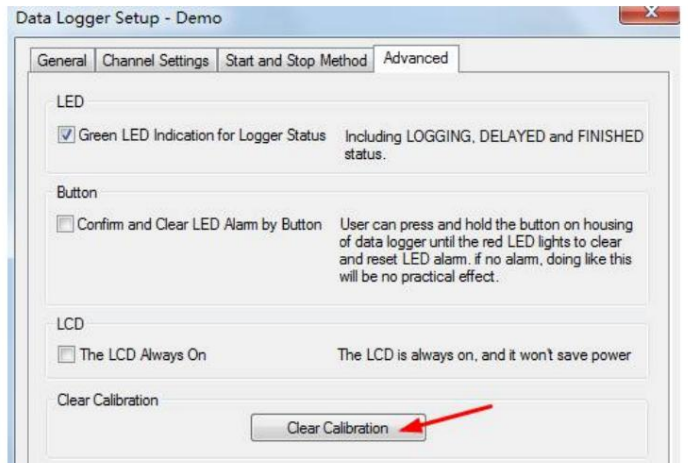 Data Logger Setup - Demo
General Channel Settings Start and Stop Method Advanced
LED
Green LED Indication for Logger Status Including LOGGING, DELAYED and FINISHED
status.
Button
Confirm and Clear LED Alarm by Button User can press and hold the button on housing
of data logger until the red LED lights to clear
and reset LED alarm. if no alarm, doing like this
will be no practical effect.
LCD
The LCD Always On The LCD is always on, and it won't save power
Clear Calibration
Clear Calibration